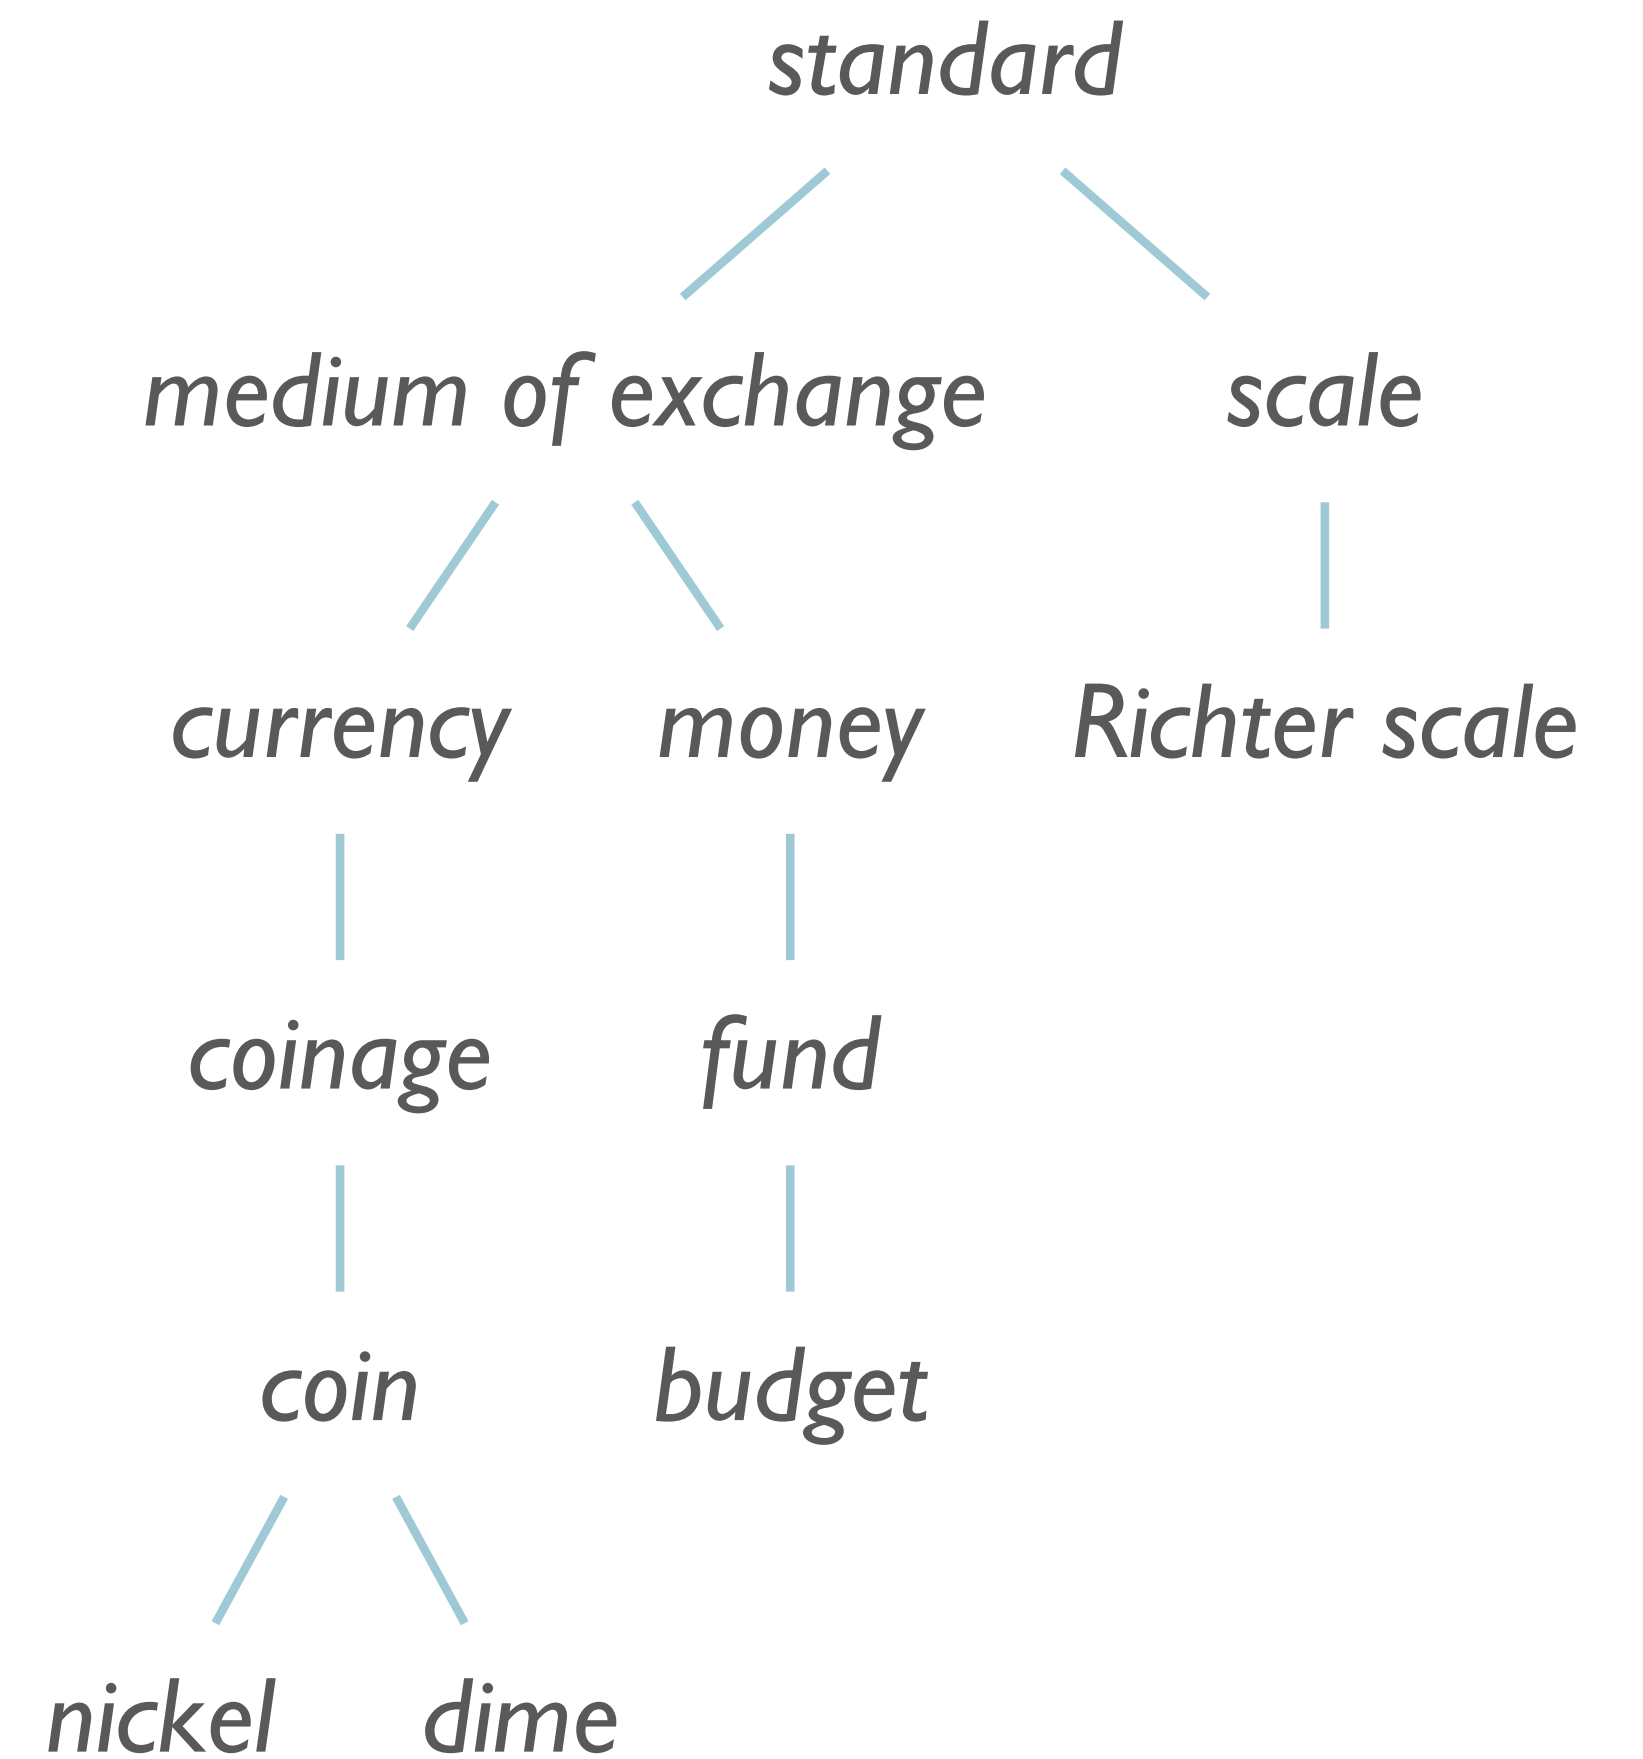 standard
medium of exchange scale
currency money Richter scale
coinage fund
coin budget
nickel dime